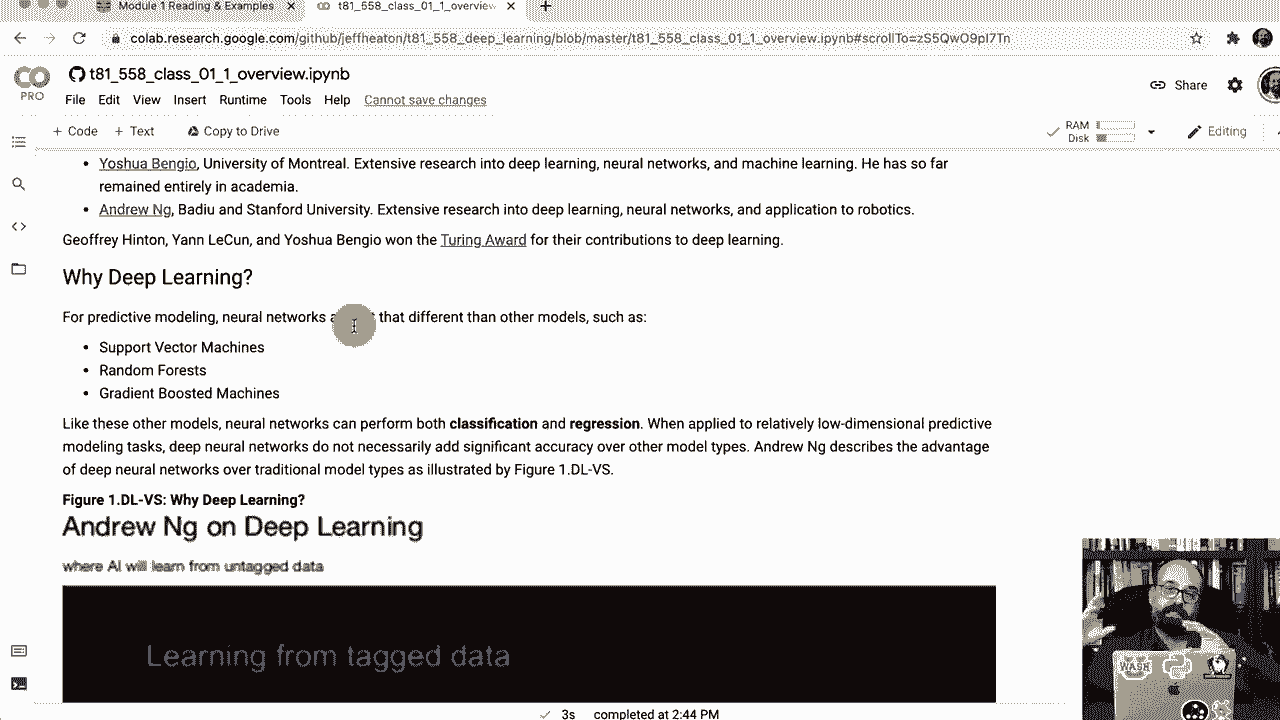 Module 1 Reading & Examples
t81_558_class_01_1_overview
colab.research.google.com/github/jeffheaton/t81_558_deep_learning/blob/master/t81_558_class_01_1_overview.ipynb#scrollTo=zS5QwO9pI7Tn
CO
PRO
t81_558_class_01_1_overview.ipynb
Share
File Edit View Insert Runtime Tools Help Cannot save changes
+ Code + Text Copy to Drive
RAM
Disk
Editing
Yoshua Bengio, University of Montreal. Extensive research into deep learning, neural networks, and machine learning. He has so far
remained entirely in academia.
Andrew Ng, Badiu and Stanford University. Extensive research into deep learning, neural networks, and application to robotics.
Geoffrey Hinton, Yann LeCun, and Yoshua Bengio won the Turing Award for their contributions to deep learning.
Why Deep Learning?
For predictive modeling, neural networks that different than other models, such as:
Support Vector Machines
Random Forests
Gradient Boosted Machines
Like these other models, neural networks can perform both classification and regression. When applied to relatively low-dimensional predictive
modeling tasks, deep neural networks do not necessarily add significant accuracy over other model types. Andrew Ng describes the advantage
of deep neural networks over traditional model types as illustrated by Figure 1.DL-VS.
Figure 1.DL-VS: Why Deep Learning?
Andrew Ng on Deep Learning
where AI will learn from untagged data
Learning from tagged data
WASH
3s completed at 2:44 PM